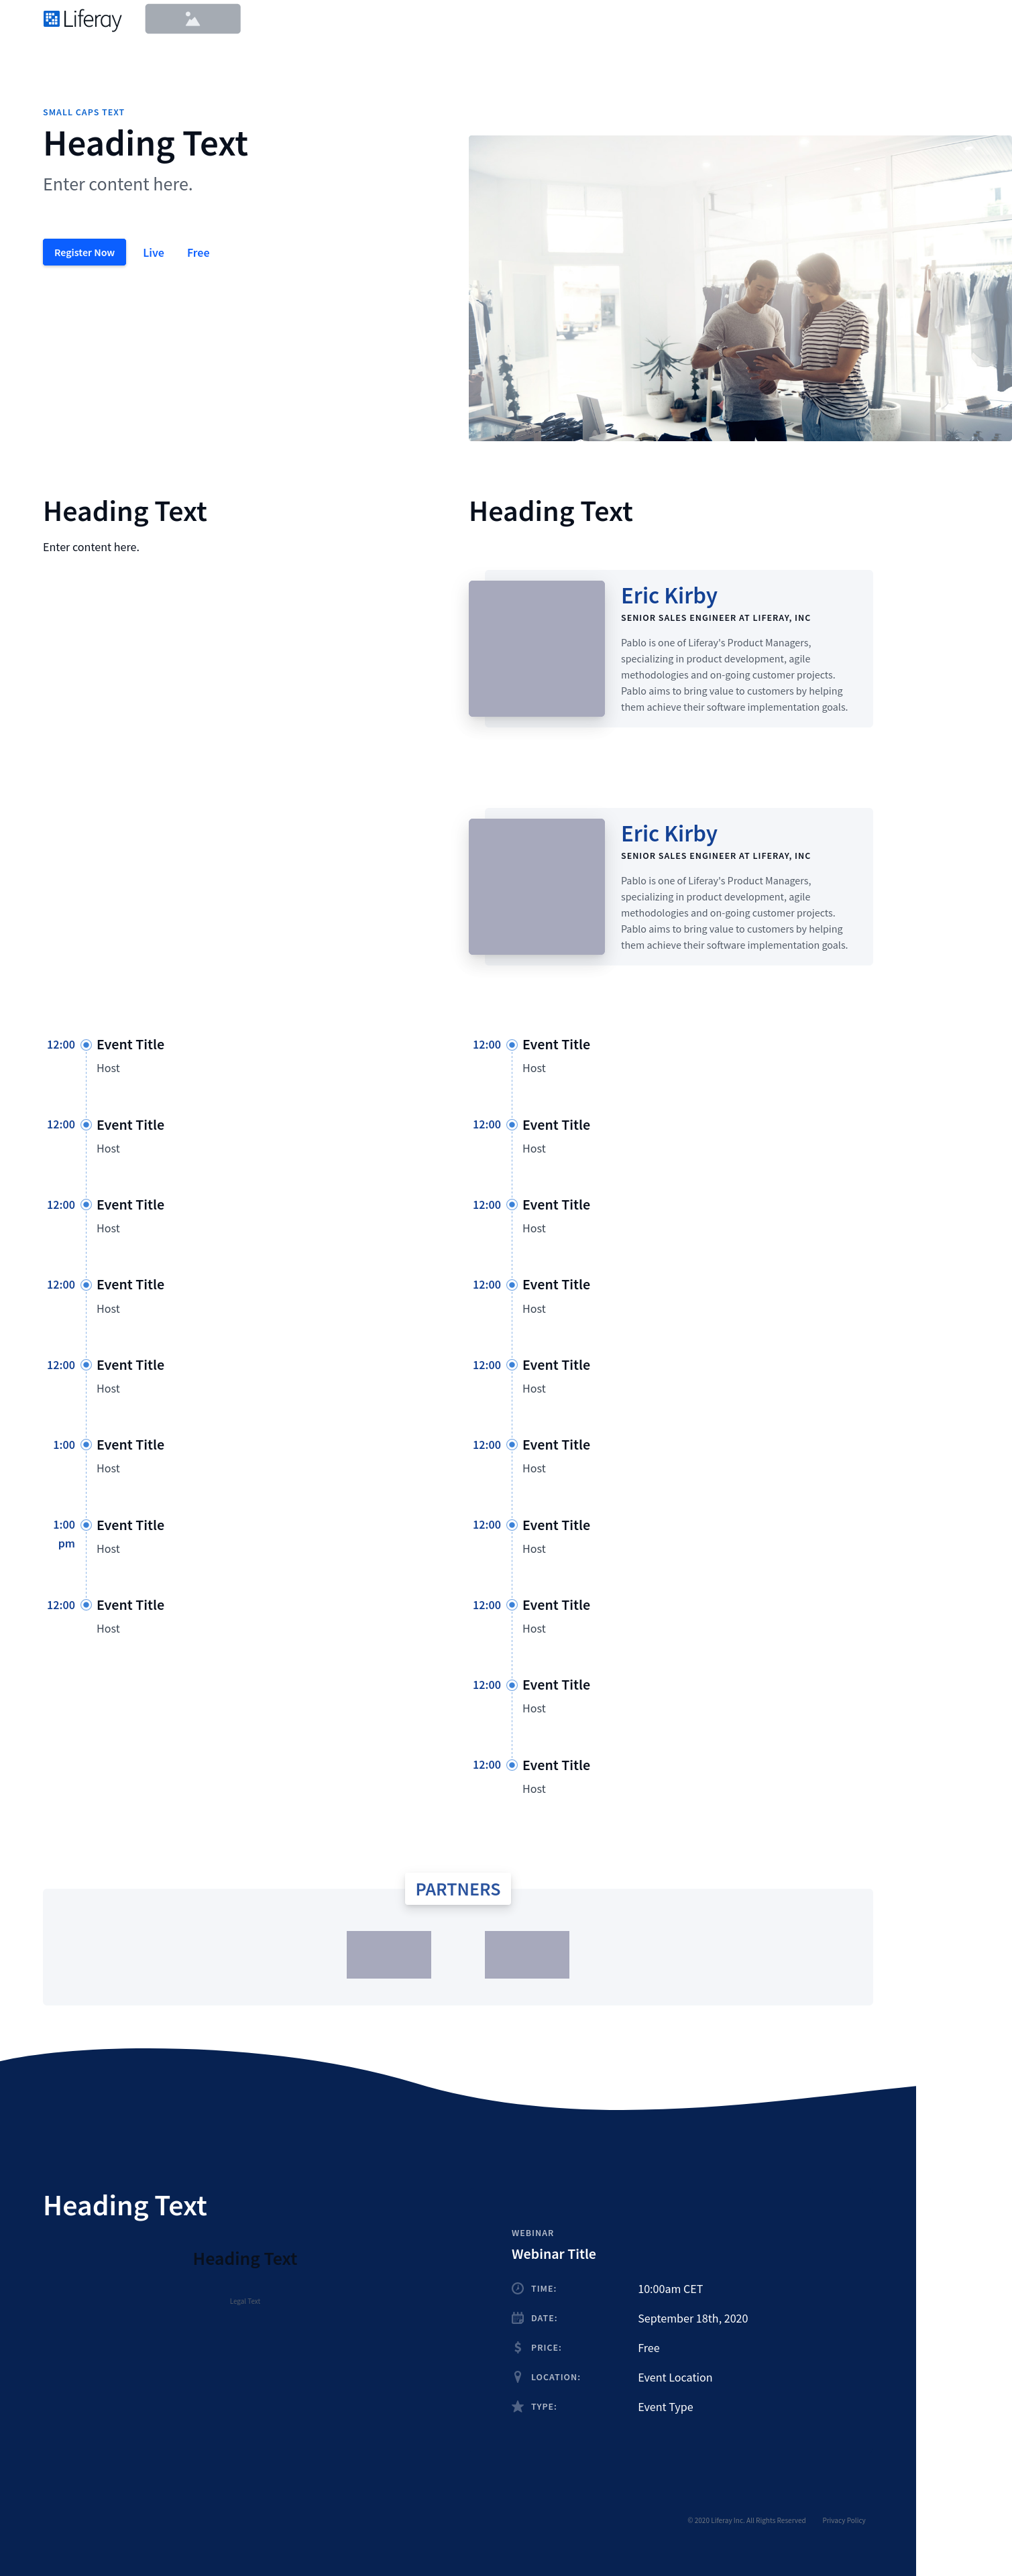 Liferay
SMALL CAPS TEXT
Heading Text
Enter content here.
Register Now
Live
Free
Heading Text
Enter content here.
Heading Text
Eric Kirby
SENIOR SALES ENGINEER AT LIFERAY, INC
Pablo is one of Liferay's Product Managers,
specializing in product development, agile
methodologies and on-going customer projects.
Pablo aims to bring value to customers by helping
them achieve their software implementation goals.
Eric Kirby
SENIOR SALES ENGINEER AT LIFERAY, INC
Pablo is one of Liferay's Product Managers,
specializing in product development, agile
methodologies and on-going customer projects.
Pablo aims to bring value to customers by helping
them achieve their software implementation goals.
12:00 Event Title
Host
12:00 Event Title
Host
12:00 Event Title
Host
12:00 Event Title
Host
12:00 Event Title
Host
1:00 Event Title
Host
1:00 Event Title
pm Host
12:00 Event Title
Host
12:00 Event Title
Host
12:00 Event Title
Host
12:00 Event Title
Host
12:00 Event Title
Host
12:00 Event Title
Host
12:00 Event Title
Host
12:00 Event Title
Host
12:00 Event Title
Host
12:00 Event Title
Host
12:00 Event Title
Host
PARTNERS
Heading Text
Heading Text
Legal Text
WEBINAR
Webinar Title
TIME: 10:00am CET
DATE: September 18th, 2020
PRICE: Free
LOCATION: Event Location
TYPE: Event Type
© 2020 Liferay Inc. All Rights Reserved Privacy Policy